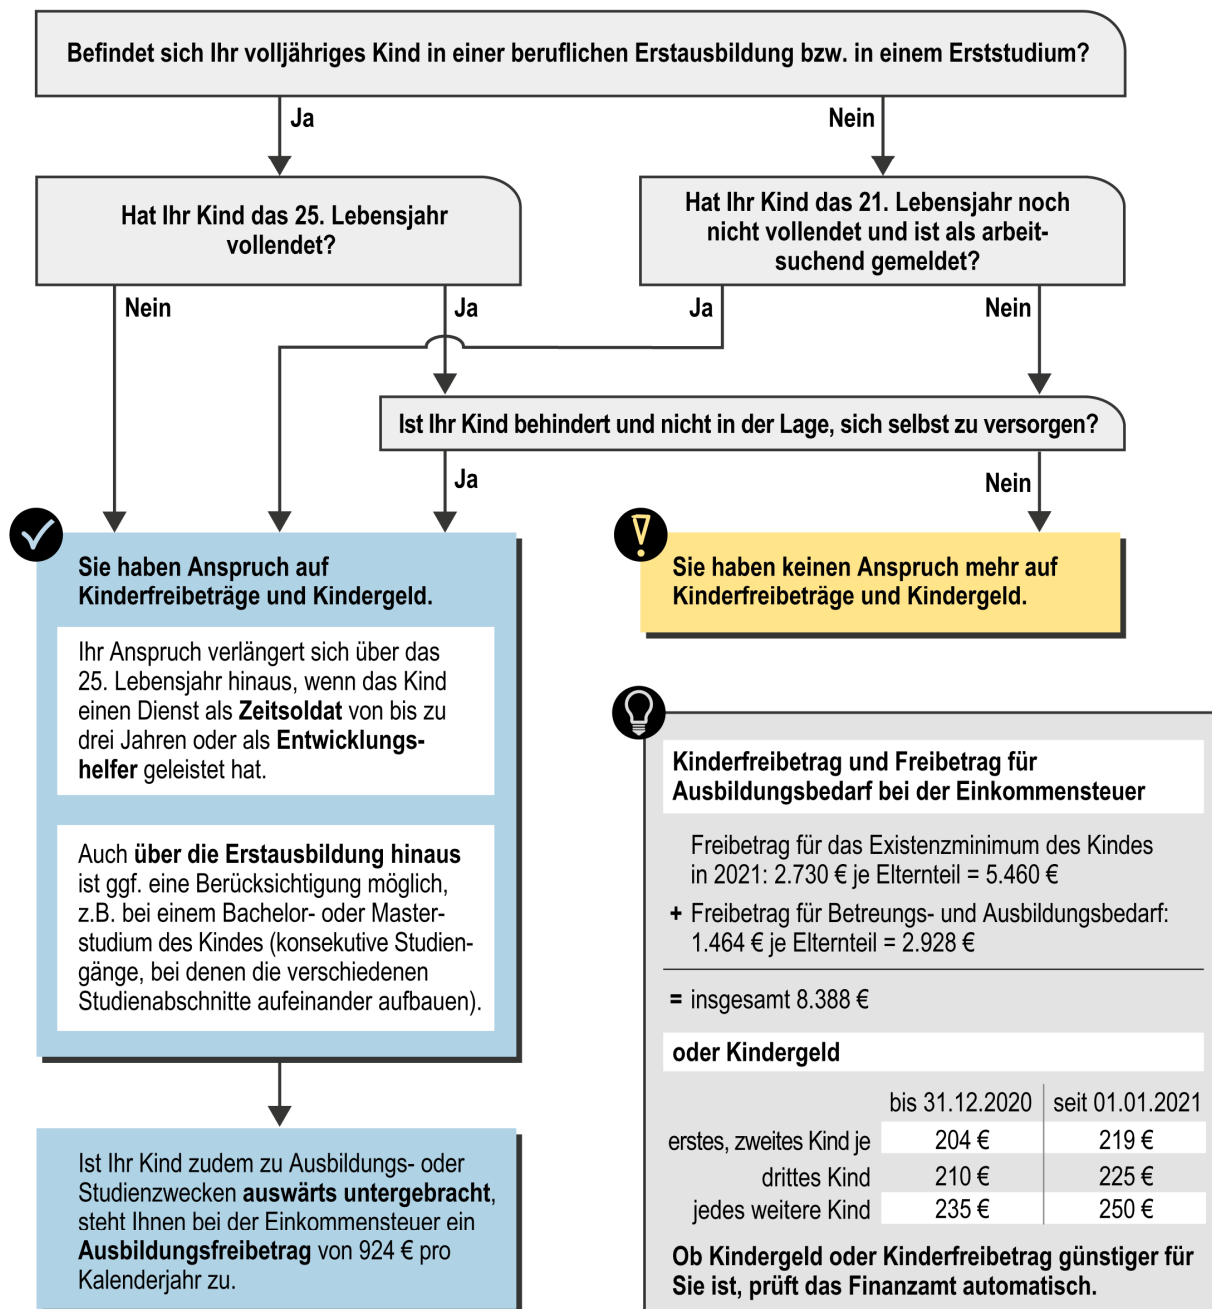 Befindet sich Ihr volljähriges Kind in einer beruflichen Erstausbildung bzw. in einem Erststudium?
Ja
Nein
Hat Ihr Kind das 25. Lebensjahr
vollendet?
Hat Ihr Kind das 21. Lebensjahr noch
nicht vollendet und ist als arbeit-
suchend gemeldet?
Nein
Ja
Ja
Nein
Ist Ihr Kind behindert und nicht in der Lage, sich selbst zu versorgen?
Ja
Nein
Sie haben Anspruch auf
Kinderfreibeträge und Kindergeld.
Ihr Anspruch verlängert sich über das
25. Lebensjahr hinaus, wenn das Kind
einen Dienst als Zeitsoldat von bis zu
drei Jahren oder als Entwicklungs-
helfer geleistet hat.
Auch über die Erstausbildung hinaus
ist ggf. eine Berücksichtigung möglich,
z.B. bei einem Bachelor- oder Master-
studium des Kindes (konsekutive Studien-
gänge, bei denen die verschiedenen
Studienabschnitte aufeinander aufbauen).
Ist Ihr Kind zudem zu Ausbildungs- oder
Studienzwecken auswärts untergebracht,
steht Ihnen bei der Einkommensteuer ein
Ausbildungsfreibetrag von 924 € pro
Kalenderjahr zu.
Sie haben keinen Anspruch mehr auf
Kinderfreibeträge und Kindergeld.
Kinderfreibetrag und Freibetrag für
Ausbildungsbedarf bei der Einkommensteuer
Freibetrag für das Existenzminimum des Kindes
in 2021: 2.730 € je Elternteil = 5.460 €
+ Freibetrag für Betreungs- und Ausbildungsbedarf:
1.464 € je Elternteil = 2.928 €
= insgesamt 8.388 €
oder Kindergeld
bis 31.12.2020 seit 01.01.2021
erstes, zweites Kind je 204 € 219 €
drittes Kind 210 € 225 €
jedes weitere Kind 235 € 250 €
Ob Kindergeld oder Kinderfreibetrag günstiger für
Sie ist, prüft das Finanzamt automatisch.